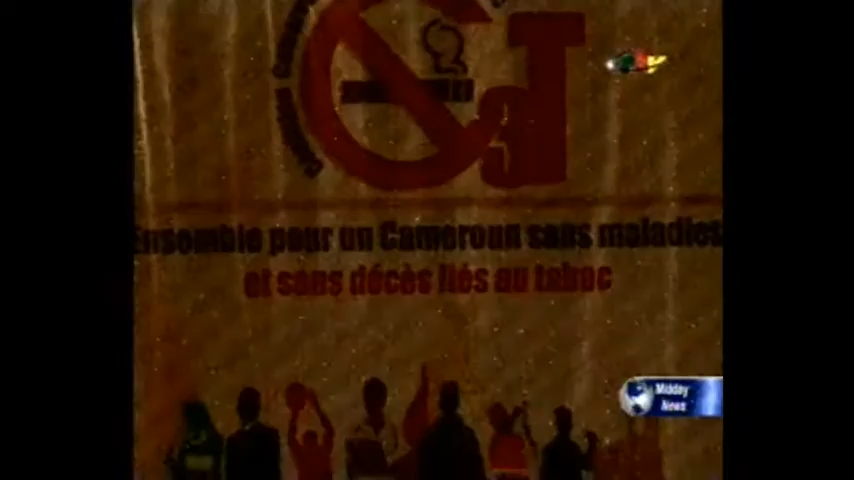 Ensemble pour un Cameroun sans maladies
et sans décès liés au tabac
Midday
News